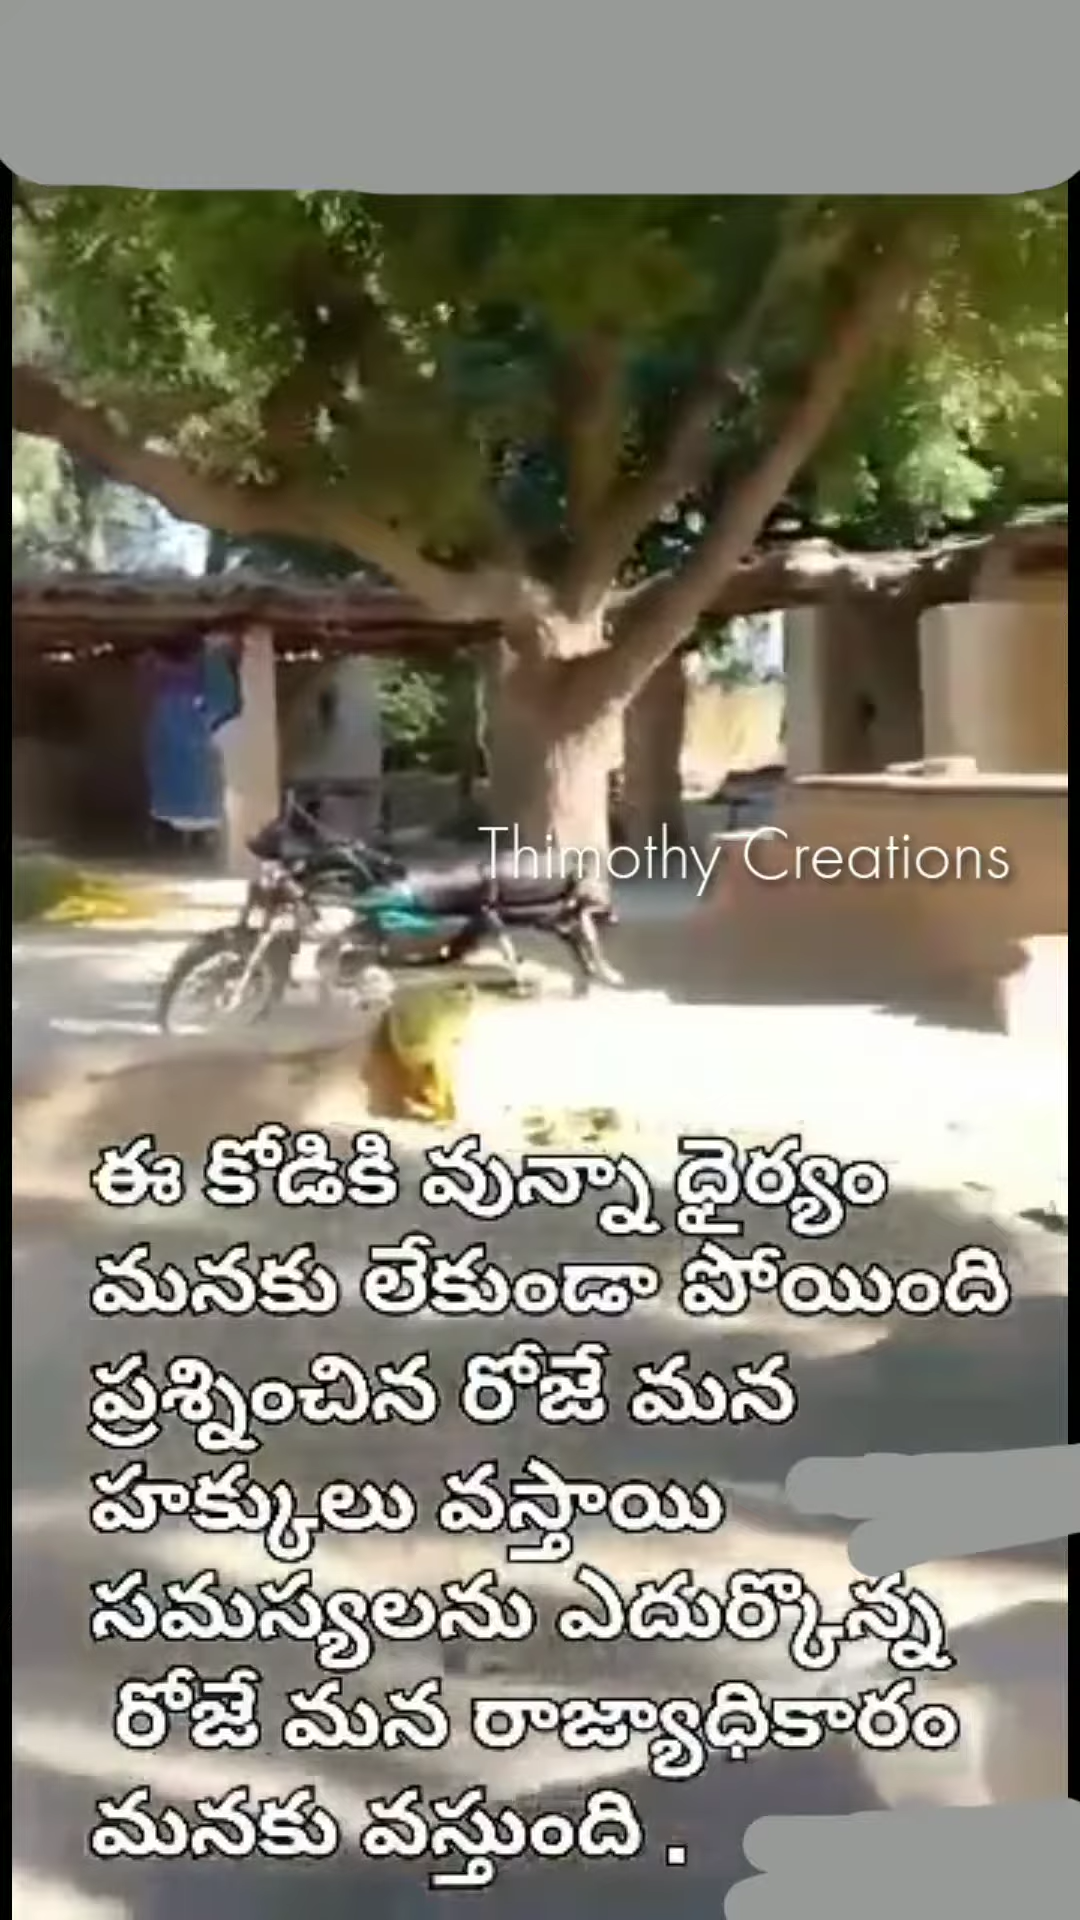 Thimothy Creations
ఈ కోడికి వున్నా ధైర్యం
మనకు లేకుండా పోయింది
ప్రశ్నించిన రోజే మన
హక్కులు వస్తాయి
సమస్యలను ఎదుర్కొన్న
రోజే మన రాజ్యాధికారం
మనకు వస్తుంది .